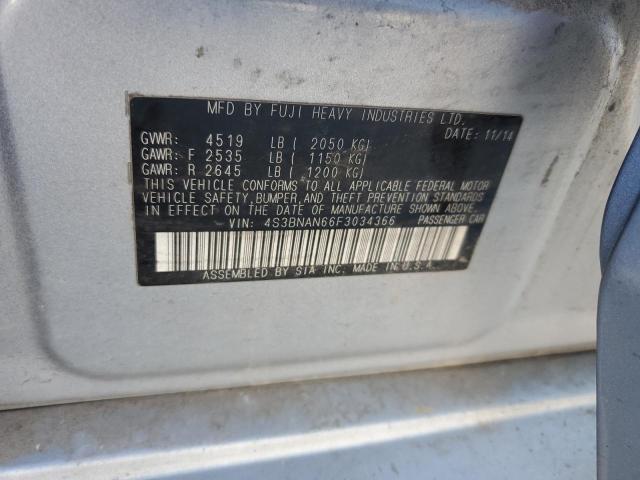 MFD BY FUJI HEAVY INDUSTRIES LTD.
DATE: 11/14
GVWR: 4519 LB ( 2050 KG)
GAWR: F 2535 LB ( 1150 KG)
GAWR: R 2645 LB ( 1200 KG)
THIS VEHICLE CONFORMS TO ALL APPLICABLE FEDERAL MOTOR
VEHICLE SAFETY, BUMPER, AND THEFT PREVENTION STANDARDS
IN EFFECT ON THE DATE OF MANUFACTURE SHOWN ABOVE.
VIN: 4S3BNAN66F3034366 PASSENGER CAR
ASSEMBLED BY SIA INC. MADE IN U.S.A.